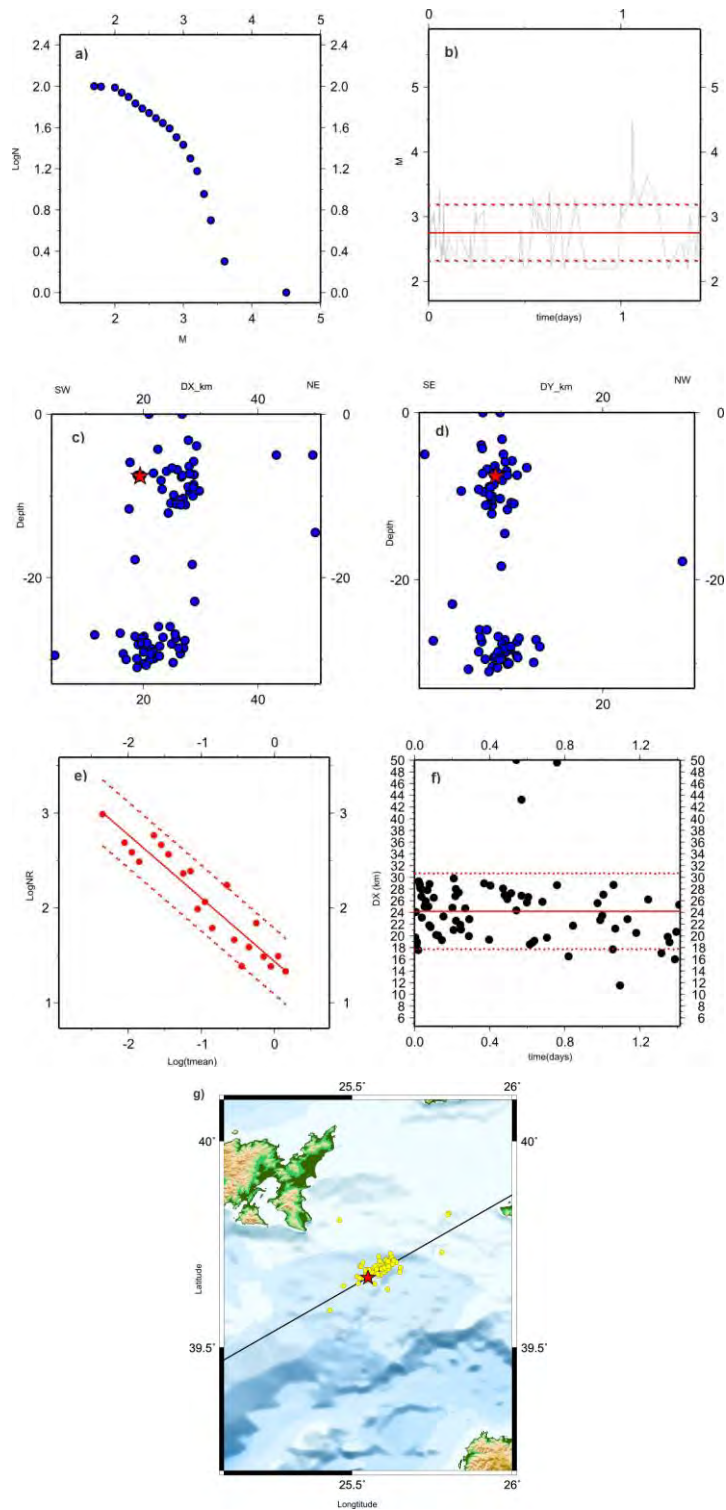 2 3 4 5
a)
2.4 2.4
2.0 2.0
1.6 1.6
LogN
1.2 1.2
0.8 0.8
0.4 0.4
0.0 0.0
2 3 4 5
M
0 1
b)
5 5
4 4
M
3 3
2 2
0 1
time(days)
SW DX_km NE
20 40
0 0
c)
Depth
-20 -20
20 40
SE DY_km NW
20
0 0
d)
Depth
-20 -20
20
-2 -1 0
e)
3 3
LogNR
2 2
1 1
-2 -1 0
Log(tmean)
0.0 0.4 0.8 1.2
f)
50 50
48 48
46 46
44 44
42 42
40 40
38 38
36 36
34 34
32 32
30 30
28 28
DX (km)
26 26
24 24
22 22
20 20
18 18
16 16
14 14
12 12
10 10
8 8
6 6
0.0 0.4 0.8 1.2
time(days)
g)
25.5° 26°
40° 40°
Latitude
39.5° 39.5°
25.5° 26°
Longtitude